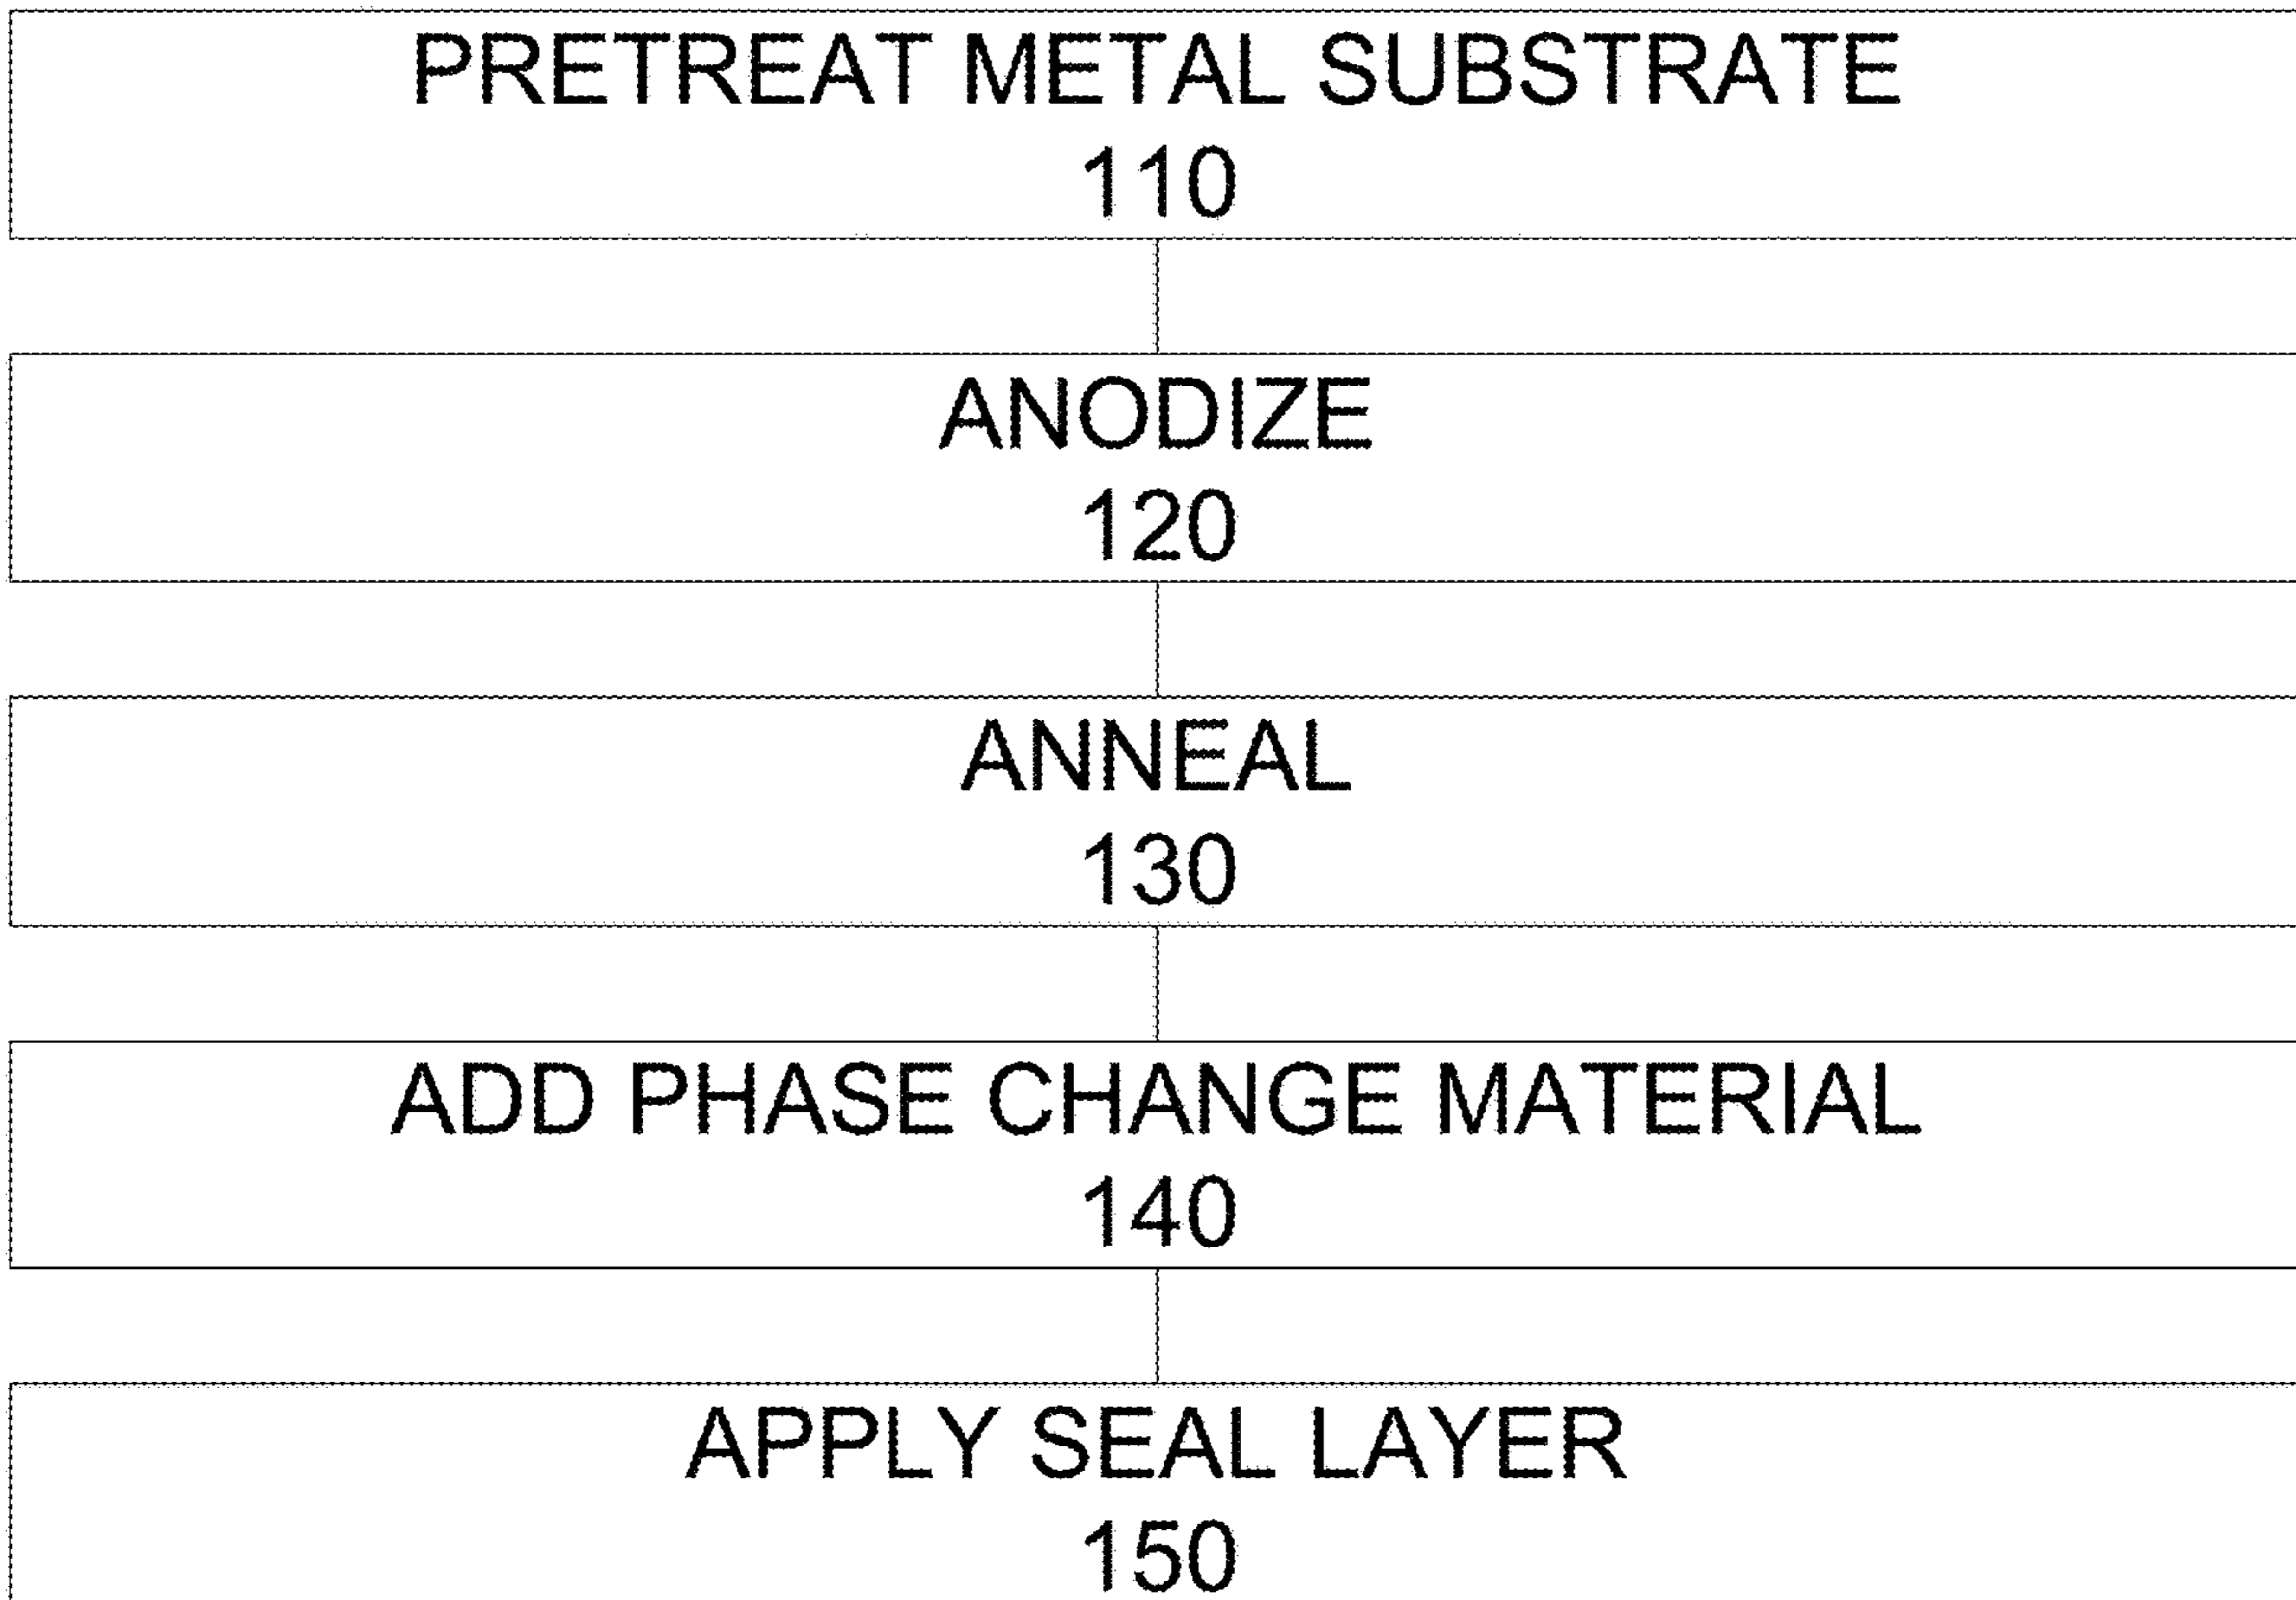 PRETREAT METAL SUBSTRATE
110
ANODIZE
120
ANNEAL
130
ADD PHASE CHANGE MATERIAL
140
APPLY SEAL LAYER
150